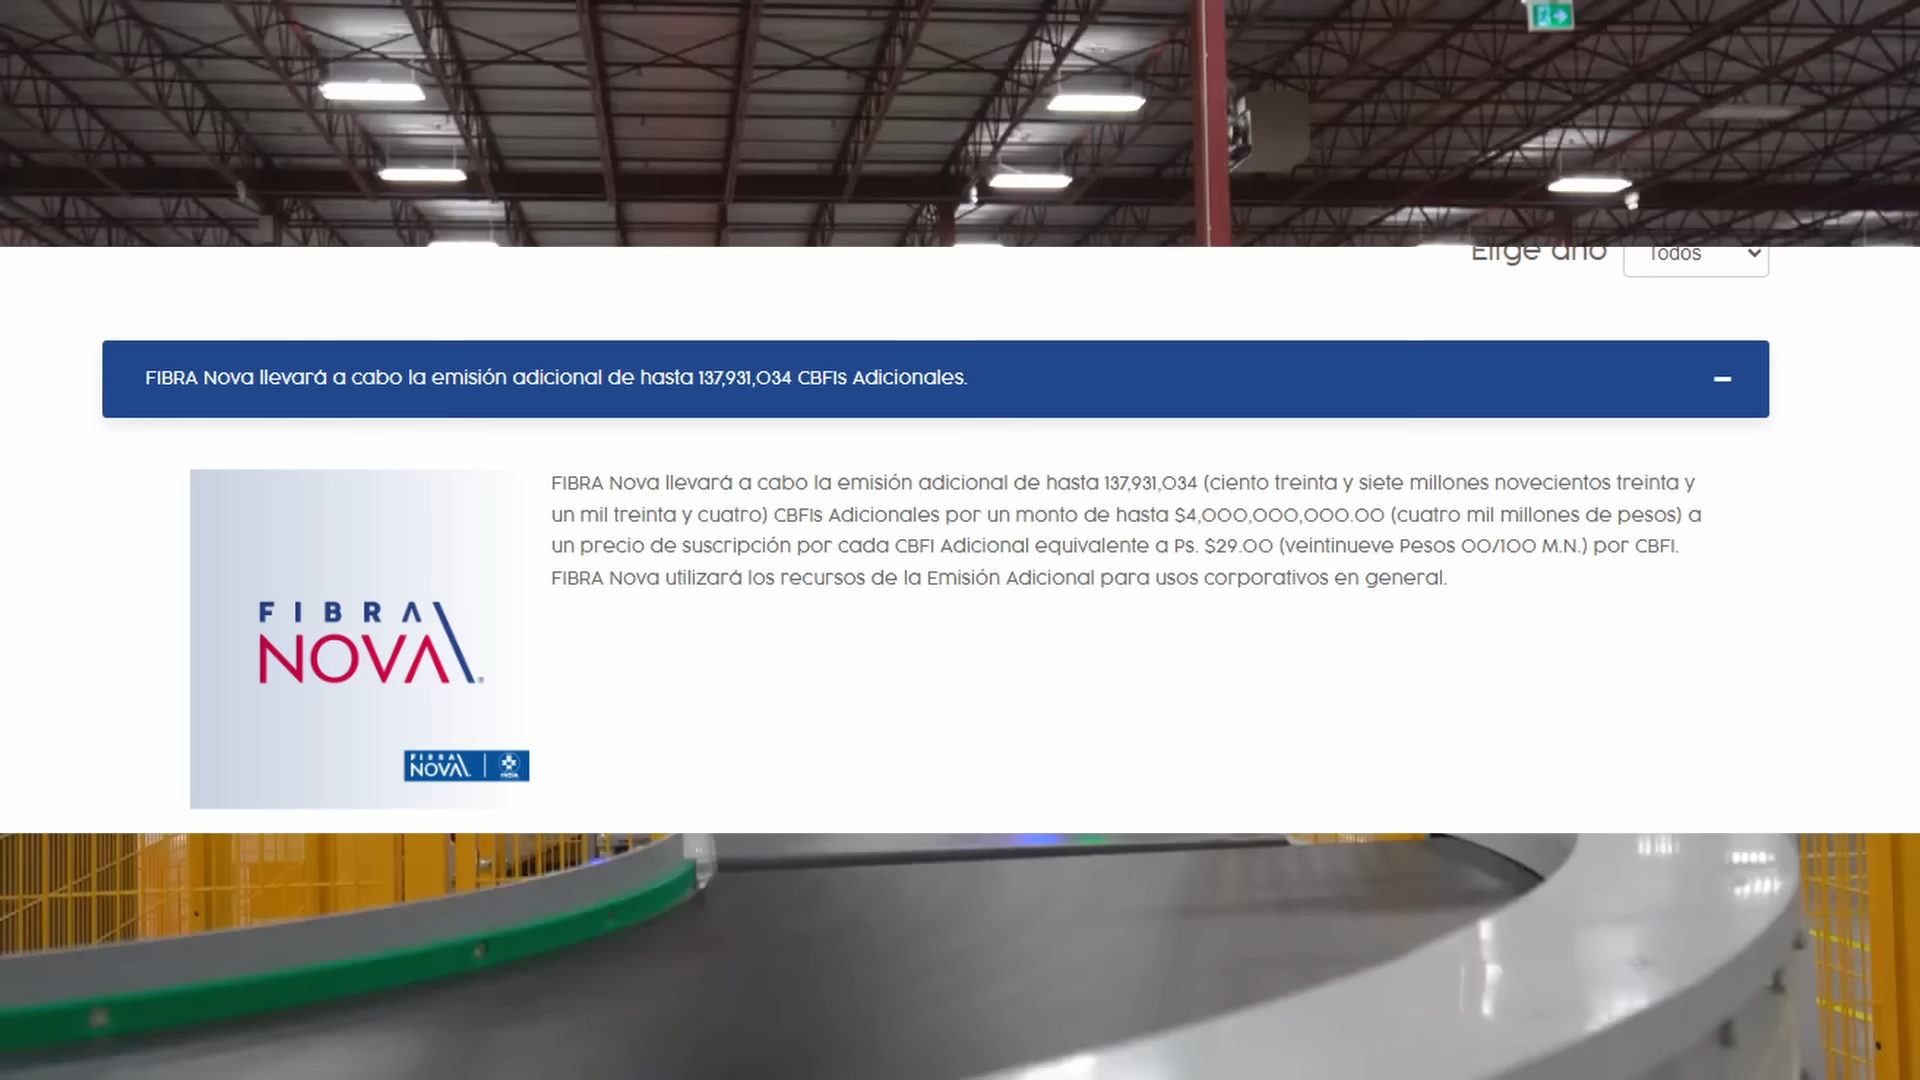 Elige año Todos
FIBRA Nova llevará a cabo la emisión adicional de hasta 137,931,034 CBFIs Adicionales.
FIBRA Nova llevará a cabo la emisión adicional de hasta 137,931,034 (ciento treinta y siete millones novecientos treinta y
un mil treinta y cuatro) CBFIs Adicionales por un monto de hasta $4,000,000,000.00 (cuatro mil millones de pesos) a
un precio de suscripción por cada CBFI Adicional equivalente a Ps. $29.00 (veintinueve Pesos 00/100 M.N.) por CBFI.
FIBRA Nova utilizará los recursos de la Emisión Adicional para usos corporativos en general.
FIBRA
NOVA
FIBRA
NOVA